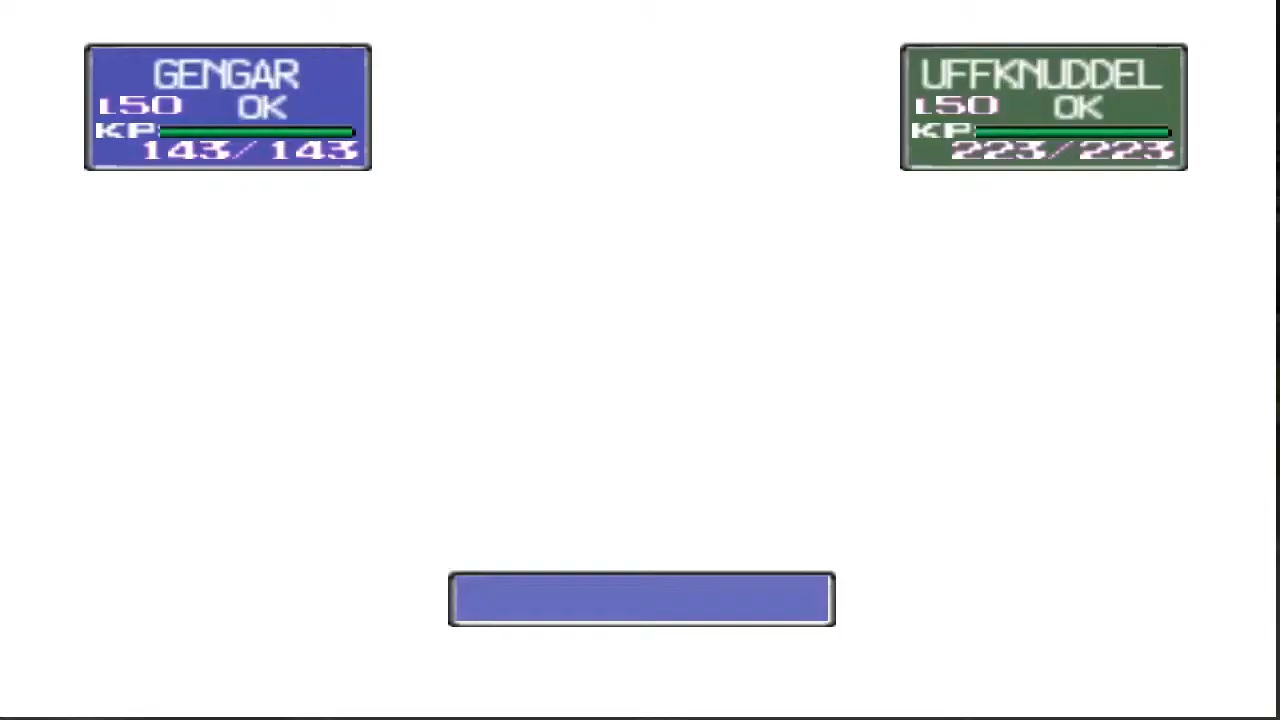 GENGAR
L50 OK
KP:
143/143
UFFKNUDDEL
L50 OK
KP:
223/223